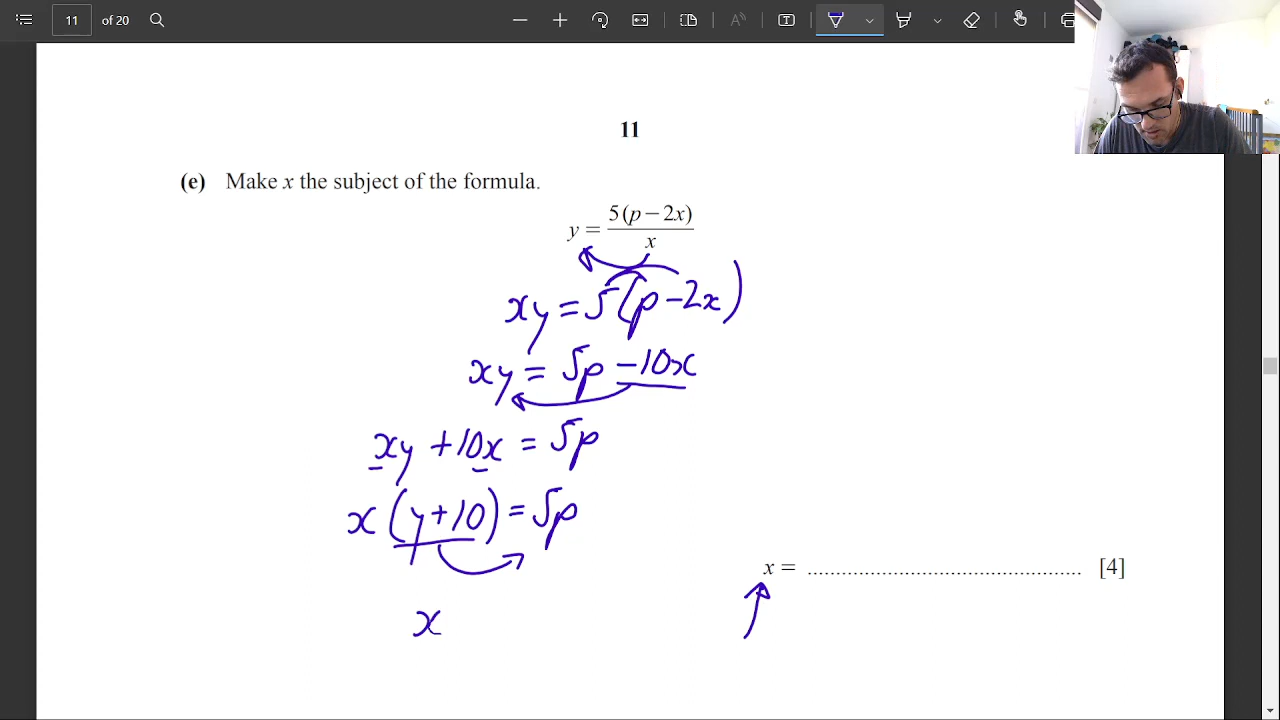 11 of 20
11
(e) Make x the subject of the formula.
y = 5(p − 2x) / x
xy = 5(p − 2x)
xy = 5p − 10x
xy + 10x = 5p
x(y + 10) = 5p
x = ................................................ [4]
x